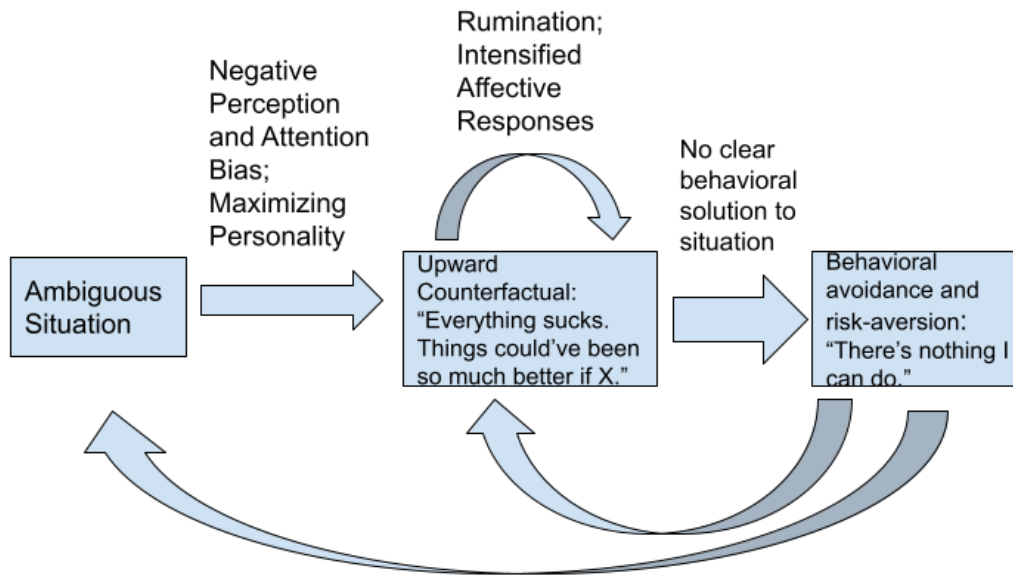 Negative
Perception
and Attention
Bias;
Maximizing
Personality
Rumination;
Intensified
Affective
Responses
No clear
behavioral
solution to
situation
Ambiguous
Situation
Upward
Counterfactual:
“Everything sucks.
Things could’ve been
so much better if X.”
Behavioral
avoidance and
risk-aversion:
“There’s nothing I
can do.”